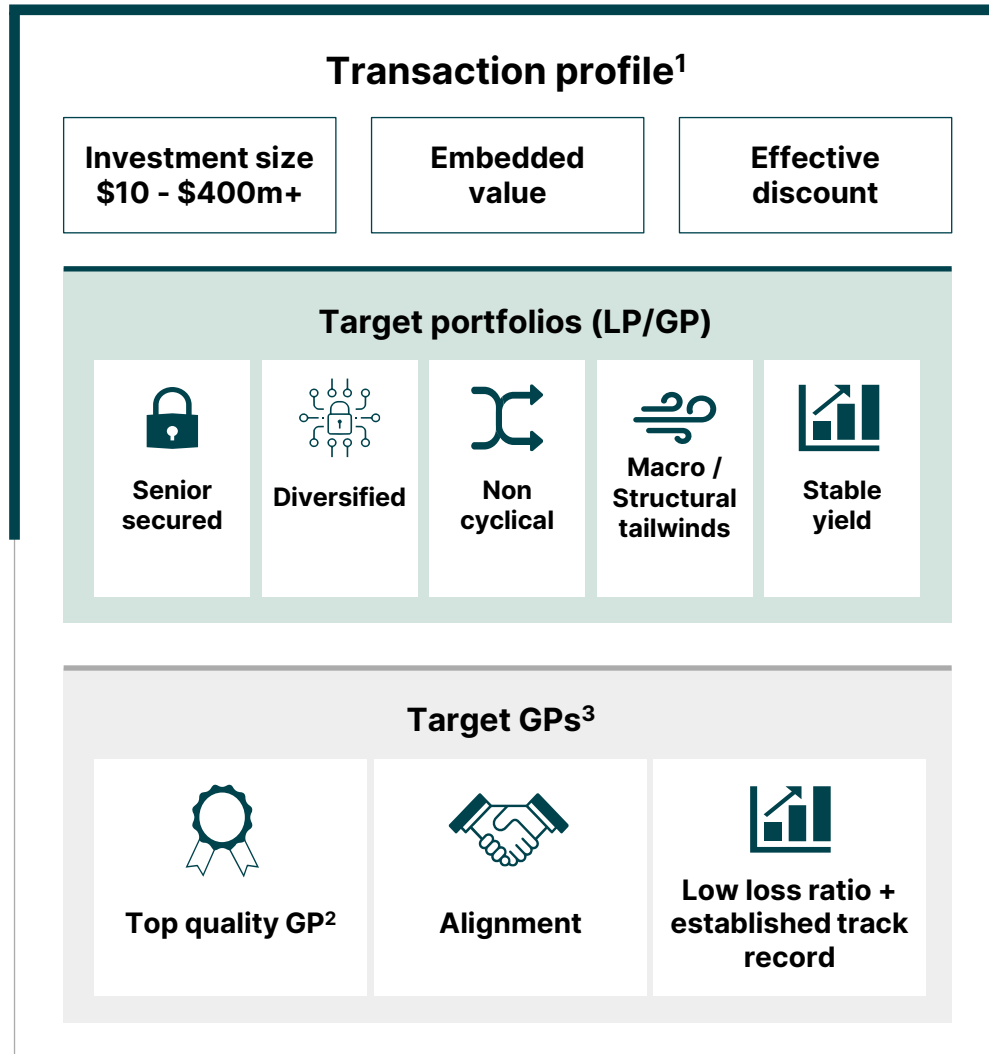 Transaction profile¹
Investment size
$10 - $400m+
Embedded
value
Effective
discount
Target portfolios (LP/GP)
Senior
secured
Diversified
Non
cyclical
Macro /
Structural
tailwinds
Stable
yield
Target GPs³
Top quality GP²
Alignment
Low loss ratio +
established track
record